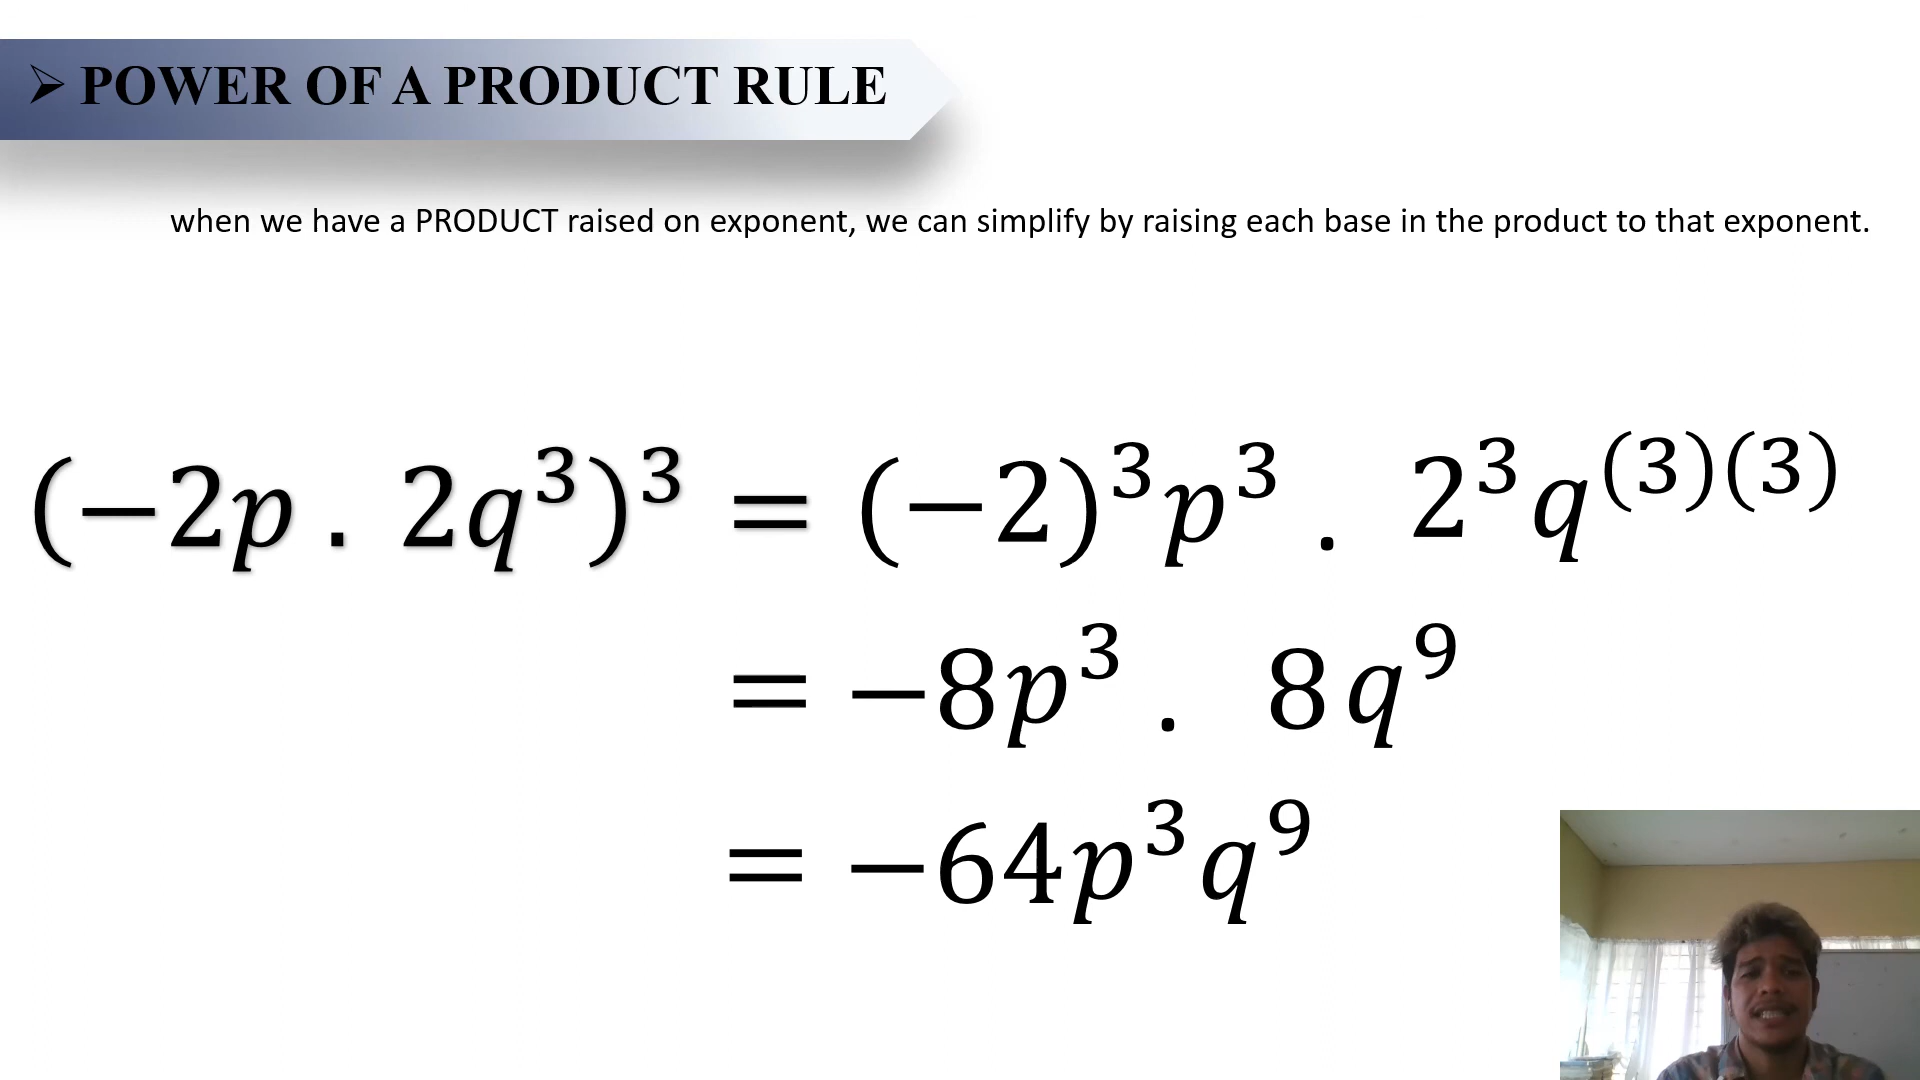 ➢ POWER OF A PRODUCT RULE
when we have a PRODUCT raised on exponent, we can simplify by raising each base in the product to that exponent.
(−2p . 2q³)³ = (−2)³p³ . 2³q⁽³⁾⁽³⁾
= −8p³ . 8q⁹
= −64p³q⁹